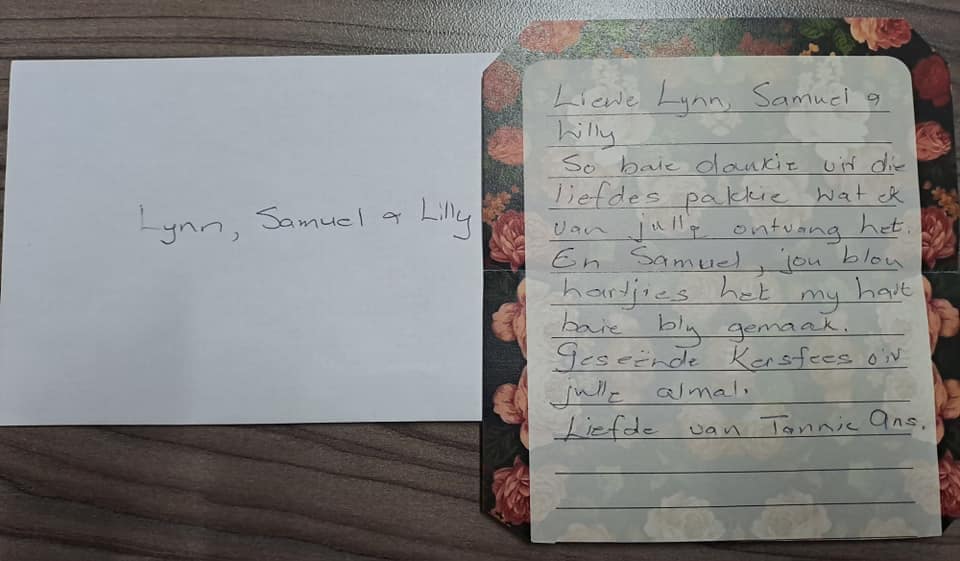 Lynn, Samuel & Lilly
Liewe Lynn, Samuel &
Lilly
So baie dankie vir die
liefdes pakkie wat ek
van julle ontvang het.
En Samuel, jou blou
hartjies het my hart
baie bly gemaak.
Geseënde Kersfees vir
julle almal.
Liefde van Tannie Ans.